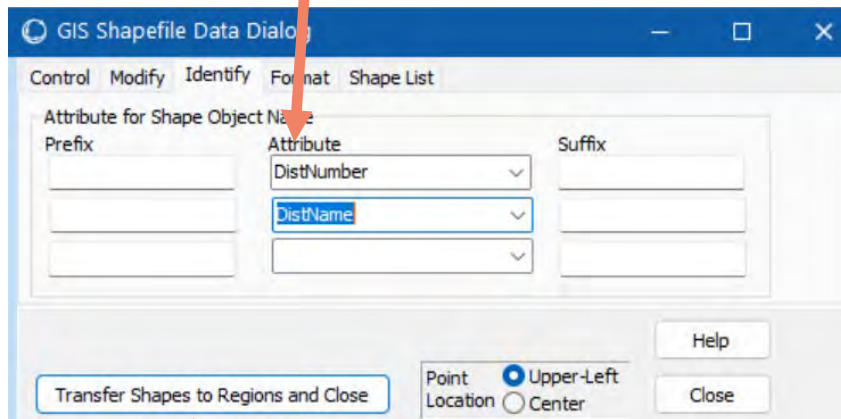 GIS Shapefile Data Dialog
Control Modify Identify Format Shape List
Attribute for Shape Object Name
Prefix Attribute Suffix
DistNumber
DistName
Help
Transfer Shapes to Regions and Close
Point Location
Upper-Left
Center
Close